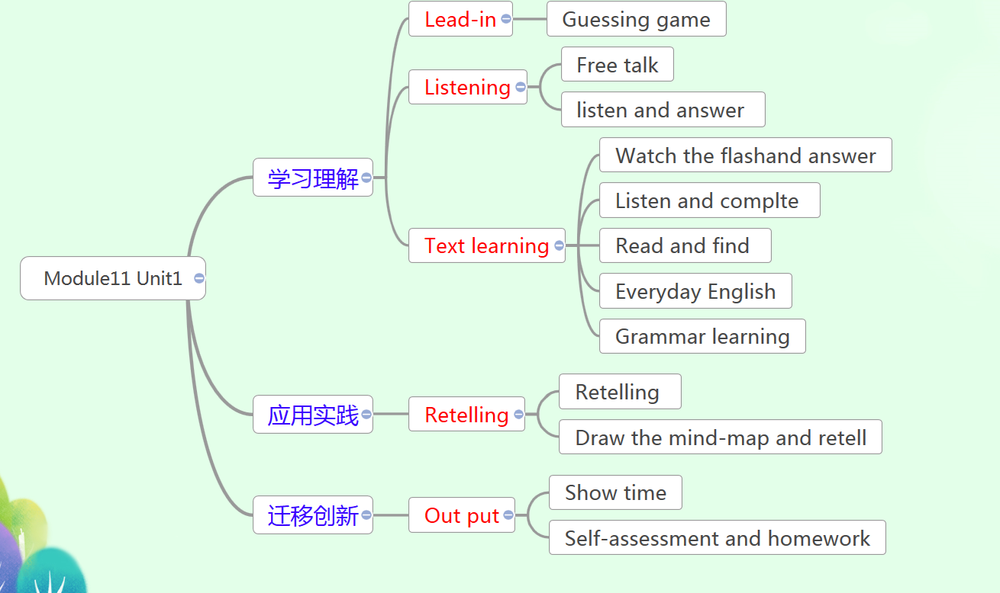 Module11 Unit1
学习理解
Lead-in
Guessing game
Listening
Free talk
listen and answer
Text learning
Watch the flashand answer
Listen and complte
Read and find
Everyday English
Grammar learning
应用实践
Retelling
Retelling
Draw the mind-map and retell
迁移创新
Out put
Show time
Self-assessment and homework